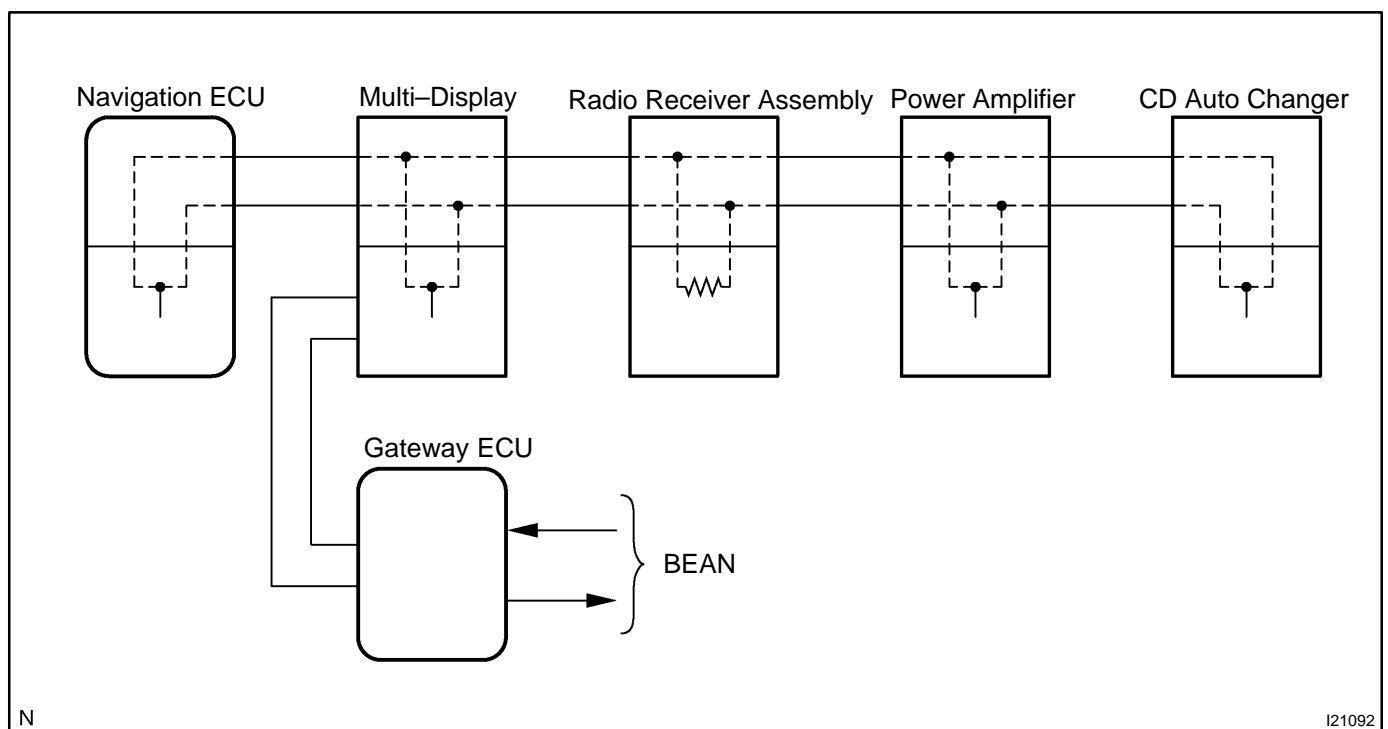 Navigation ECU
Multi–Display
Radio Receiver Assembly
Power Amplifier
CD Auto Changer
Gateway ECU
BEAN
N
I21092